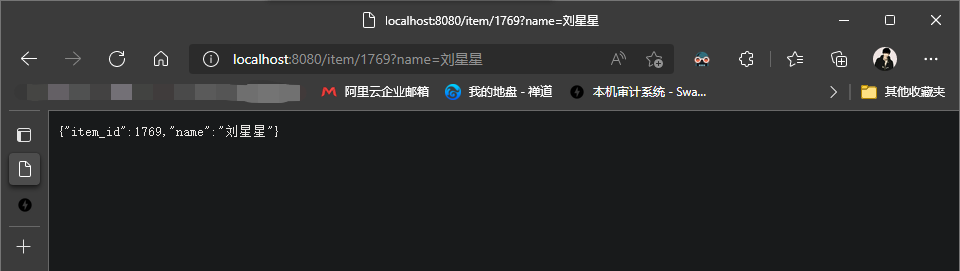 localhost:8080/item/1769?name=刘星星
localhost:8080/item/1769?name=刘星星
阿里云企业邮箱 我的地盘 - 禅道 本机审计系统 - Swa... 其他收藏夹
{"item_id":1769,"name":"刘星星"}